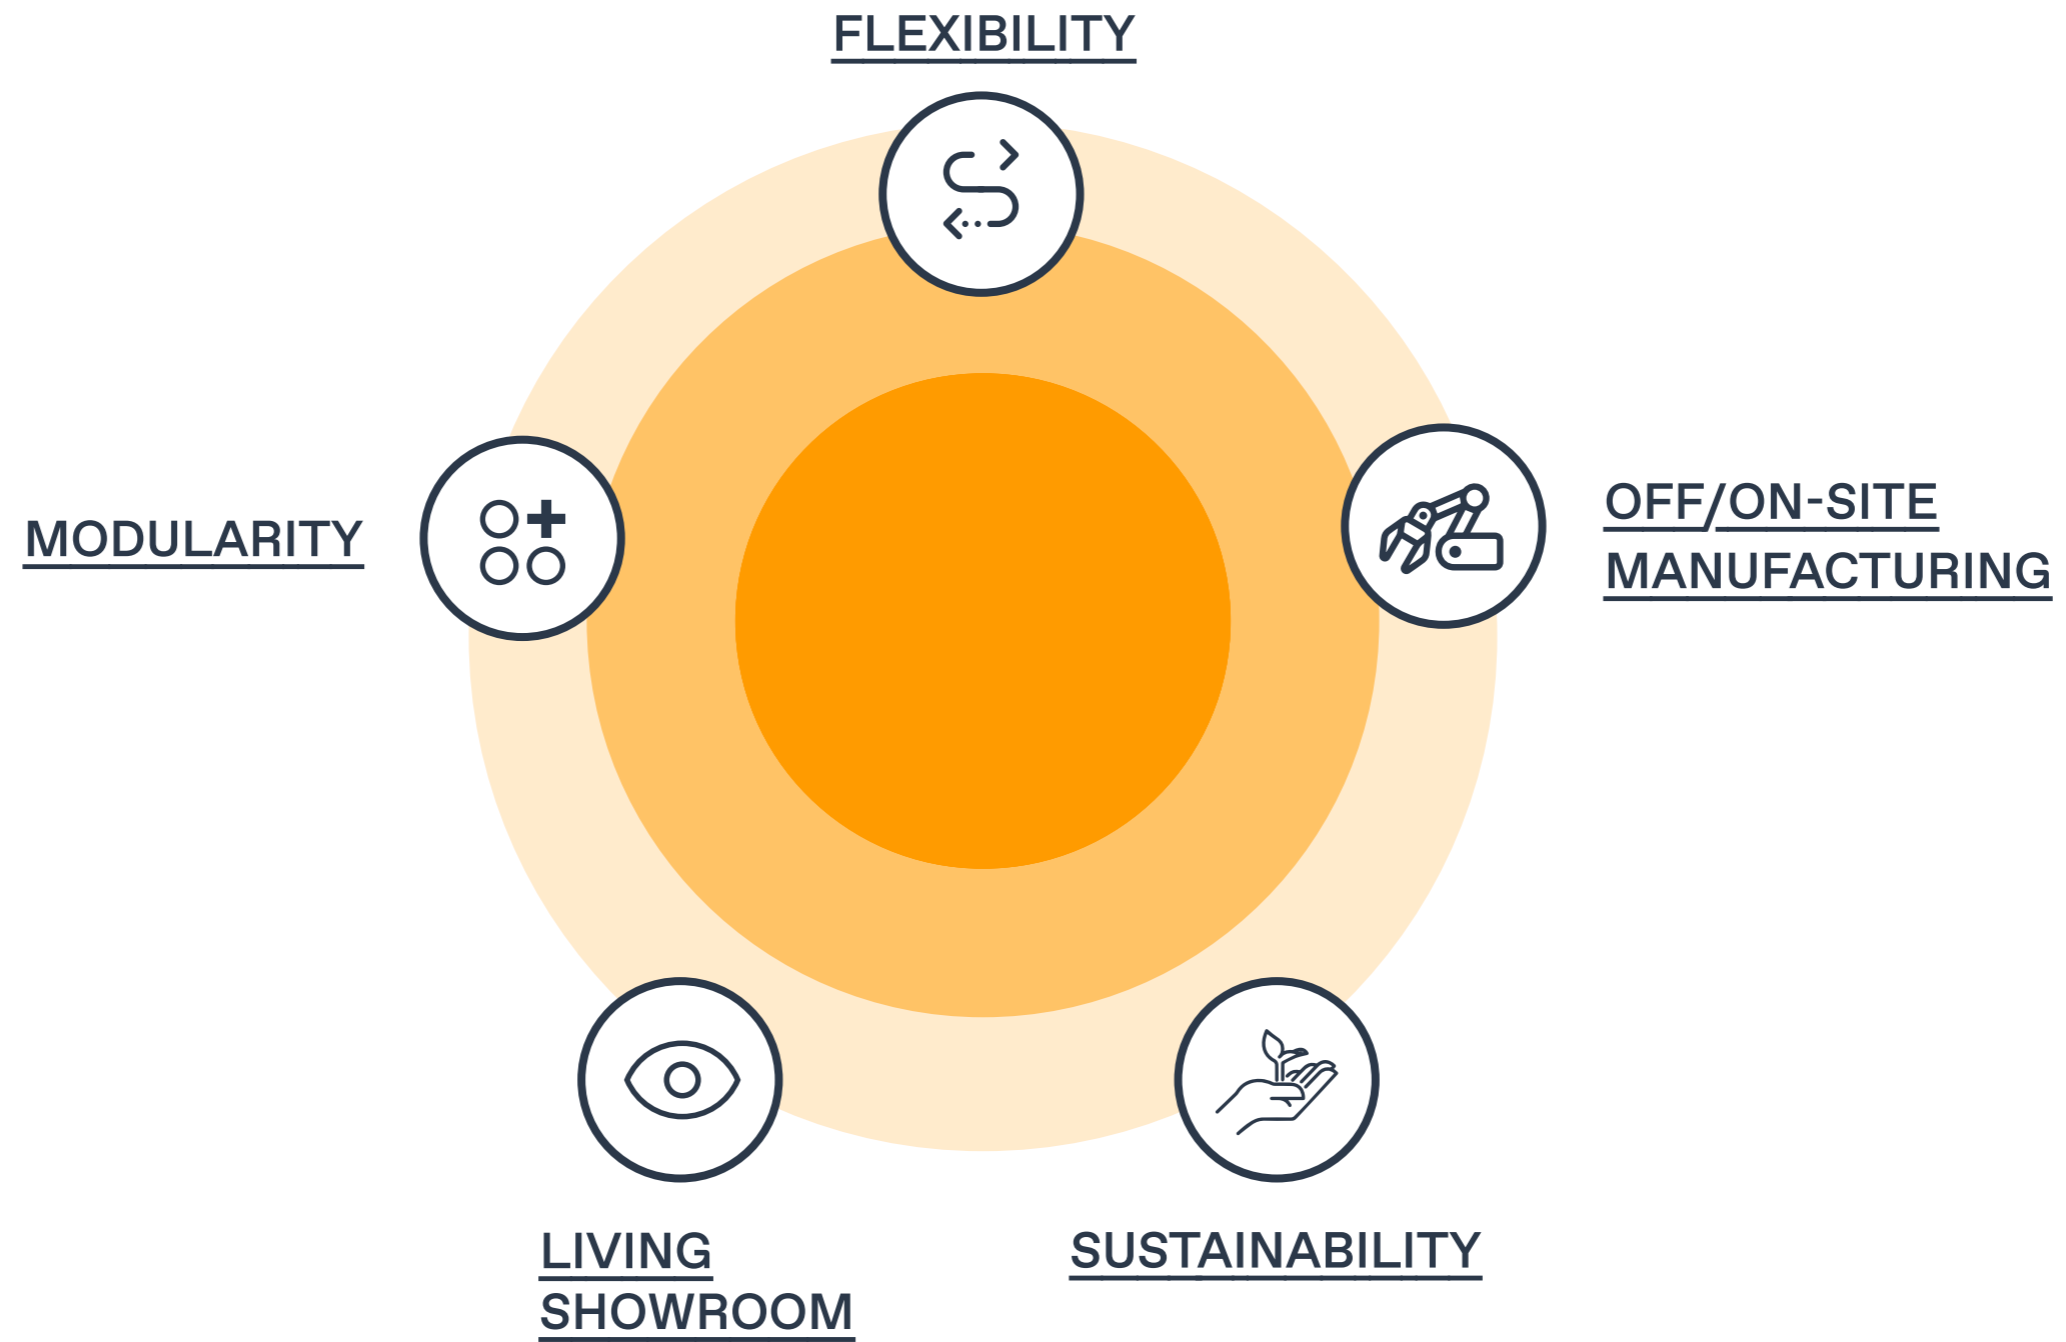 FLEXIBILITY
MODULARITY
OFF/ON-SITE
MANUFACTURING
LIVING
SHOWROOM
SUSTAINABILITY